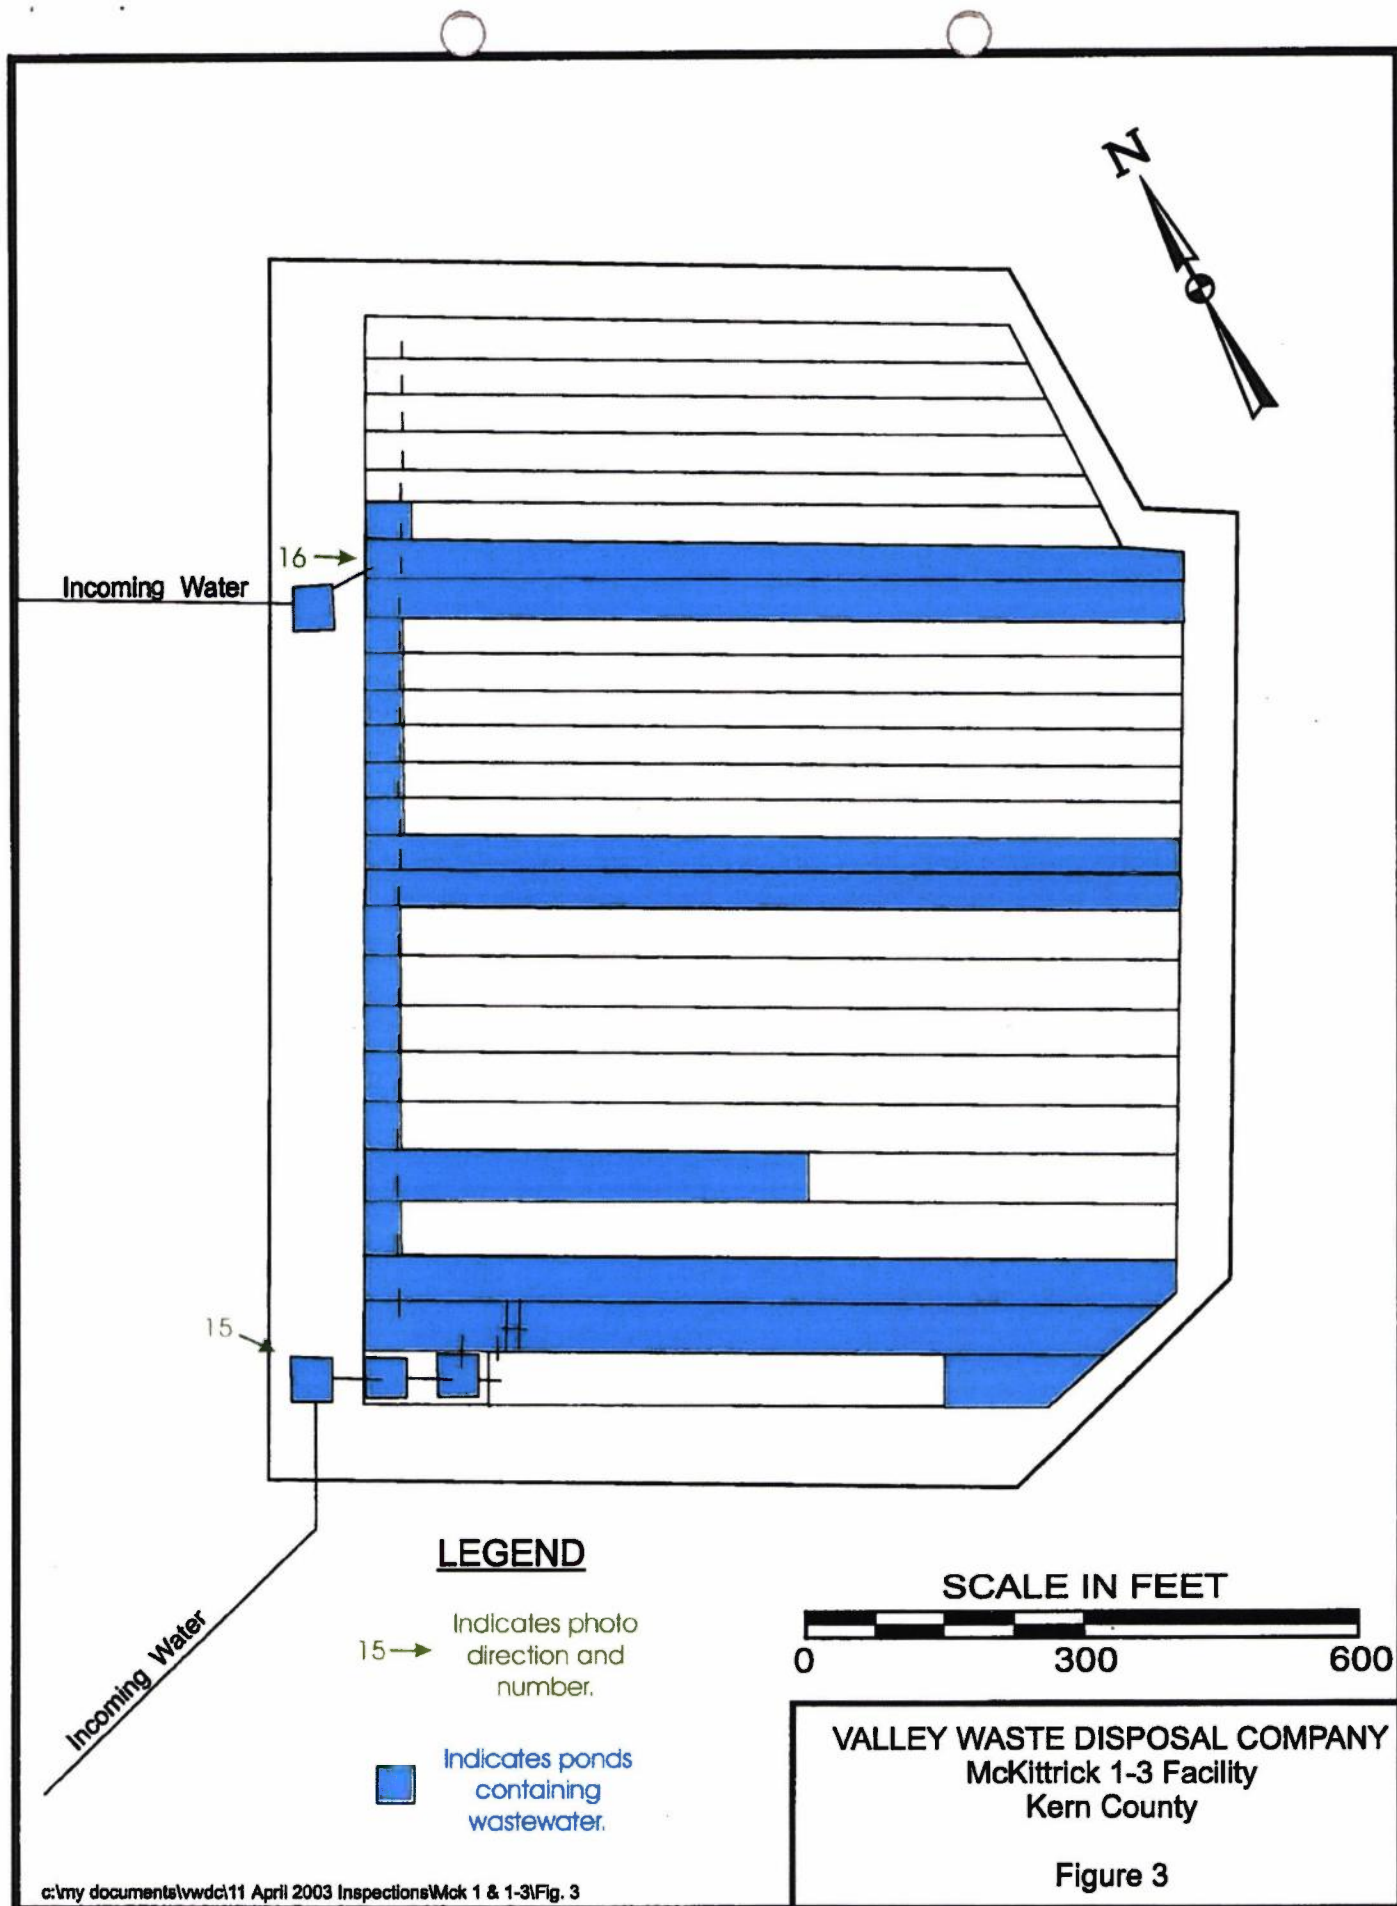 N
16
Incoming Water
15
Incoming Water
LEGEND
15
Indicates photo
direction and
number.
Indicates ponds
containing
wastewater.
SCALE IN FEET
0 300 600
VALLEY WASTE DISPOSAL COMPANY
McKittrick 1-3 Facility
Kern County
Figure 3
c:\my documents\vwdc\11 April 2003 Inspections\Mck 1 & 1-3\Fig. 3